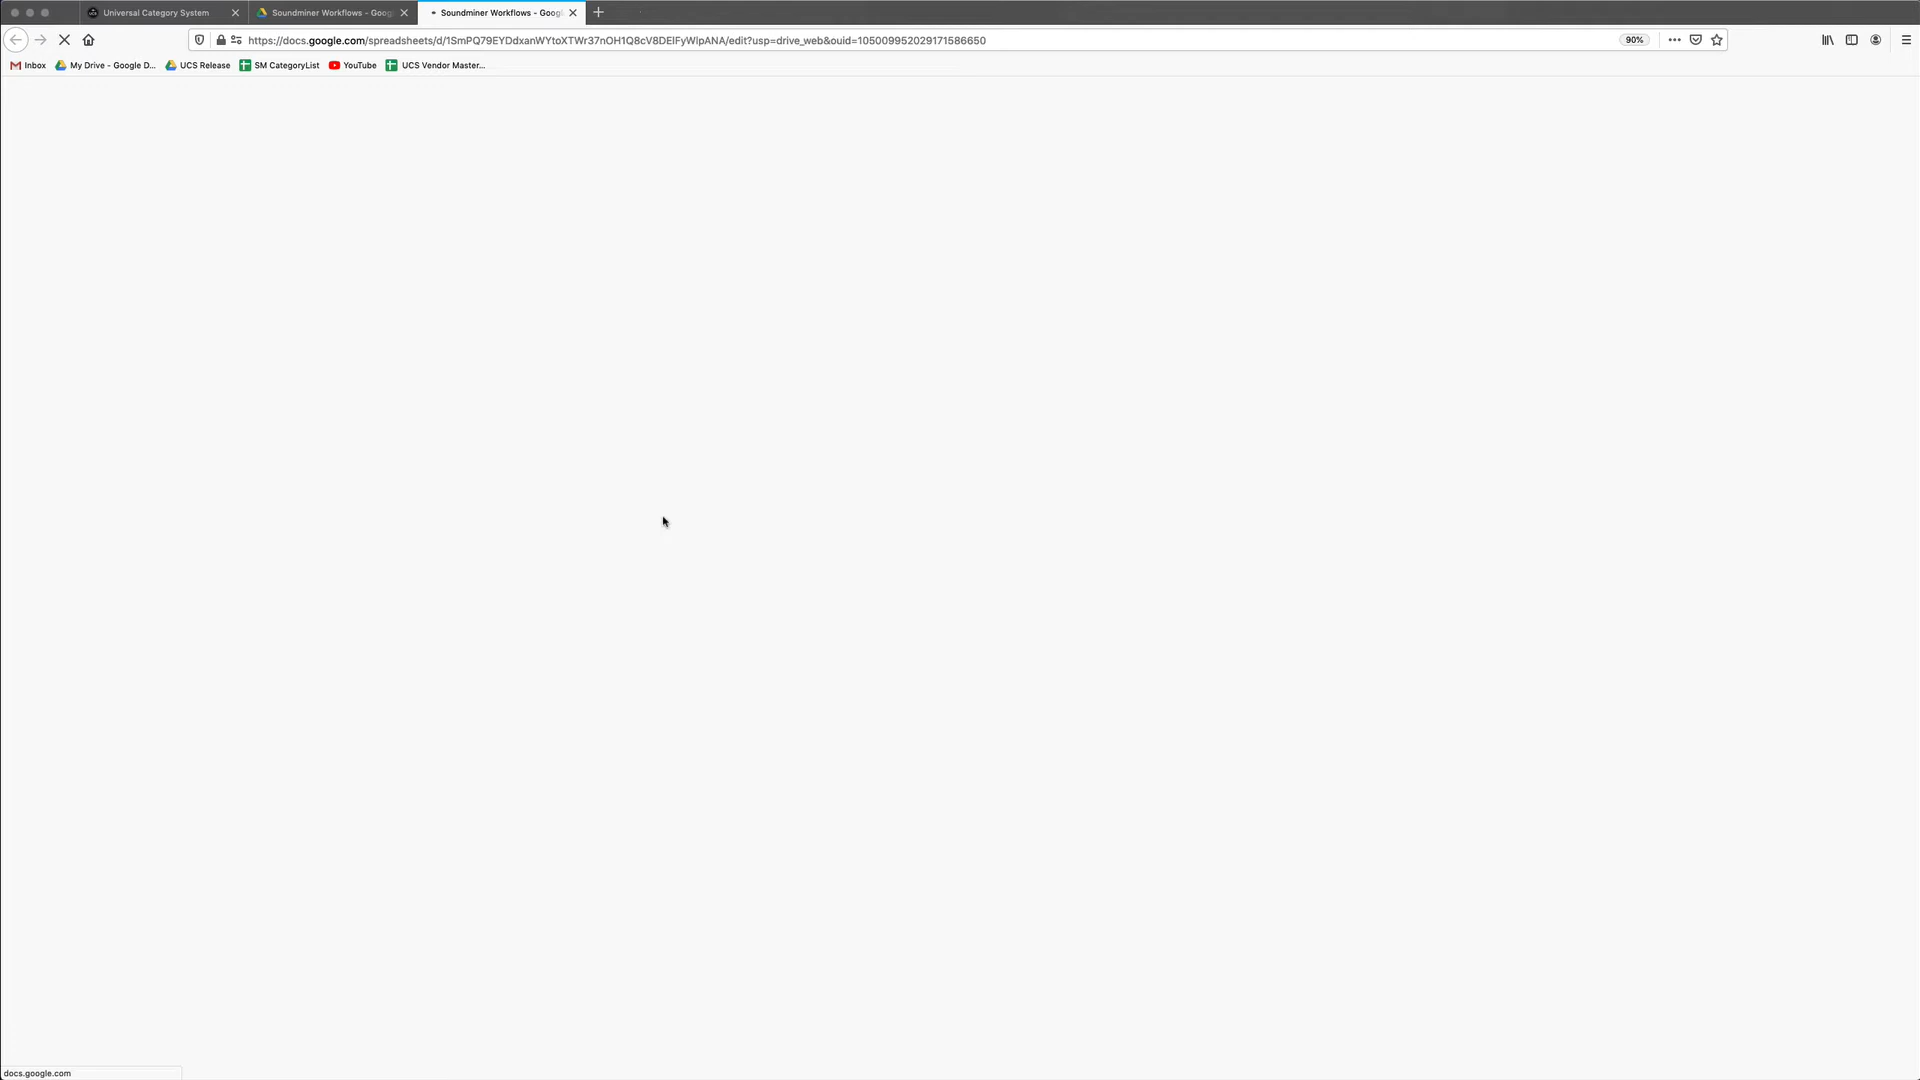 Universal Category System
Soundminer Workflows - Goog
Soundminer Workflows - Goog
https://docs.google.com/spreadsheets/d/1SmPQ79EYDdxanWYtoXTWr37nOH1Q8cV8DElFyWlpANA/edit?usp=drive_web&ouid=105009952029171586650
90%
Inbox
My Drive - Google D...
UCS Release
SM CategoryList
YouTube
UCS Vendor Master...
docs.google.com